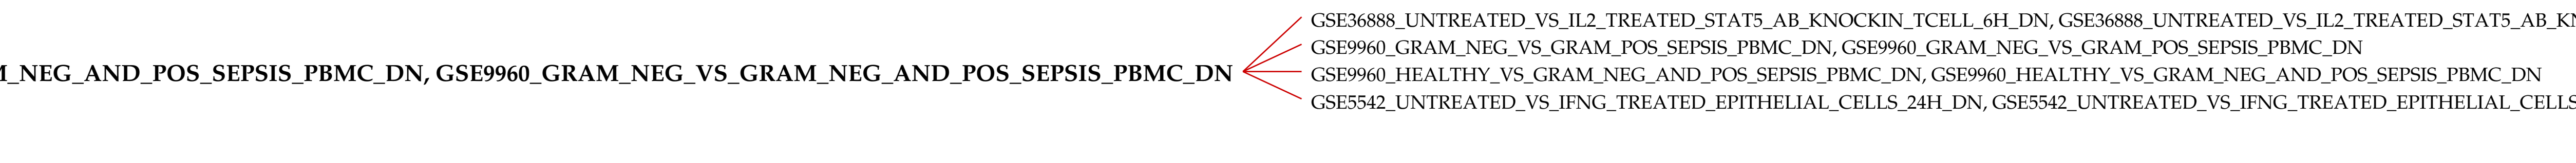 GSE36888_UNTREATED_VS_IL2_TREATED_STAT5_AB_KNOCKIN_TCELL_6H_DN, GSE36888_UNTREATED_VS_IL2_TREATED_STAT5_AB_KN
GSE9960_GRAM_NEG_VS_GRAM_POS_SEPSIS_PBMC_DN, GSE9960_GRAM_NEG_VS_GRAM_POS_SEPSIS_PBMC_DN
M_NEG_AND_POS_SEPSIS_PBMC_DN, GSE9960_GRAM_NEG_VS_GRAM_NEG_AND_POS_SEPSIS_PBMC_DN
GSE9960_HEALTHY_VS_GRAM_NEG_AND_POS_SEPSIS_PBMC_DN, GSE9960_HEALTHY_VS_GRAM_NEG_AND_POS_SEPSIS_PBMC_DN
GSE5542_UNTREATED_VS_IFNG_TREATED_EPITHELIAL_CELLS_24H_DN, GSE5542_UNTREATED_VS_IFNG_TREATED_EPITHELIAL_CELLS